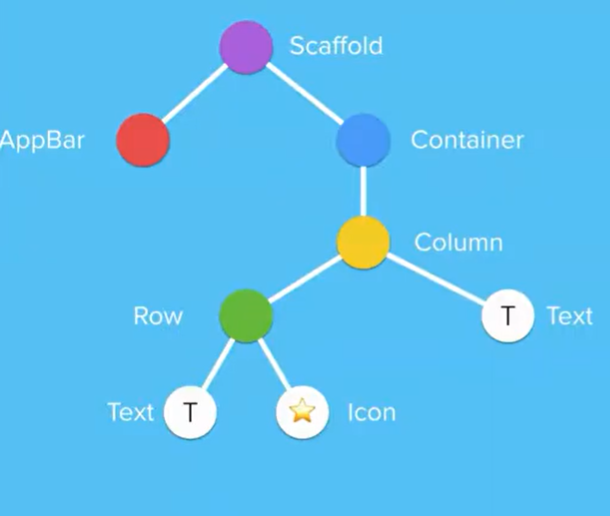 Scaffold
AppBar
Container
Column
Row
T Text
Text T
Icon